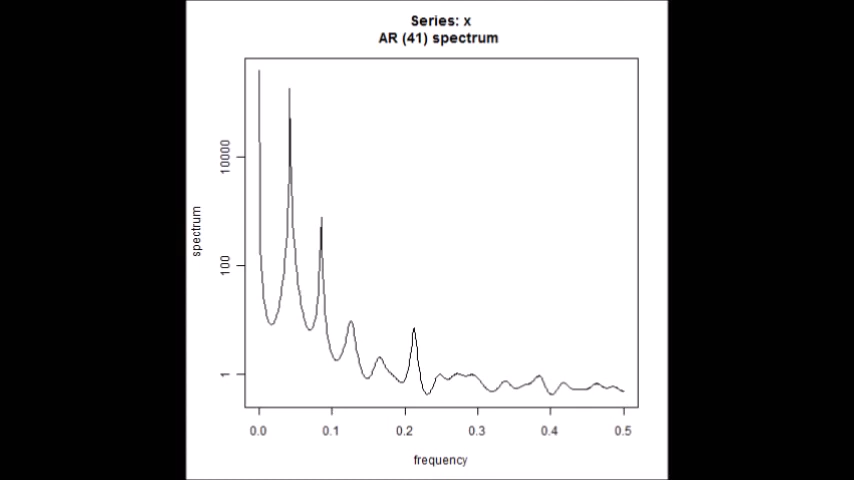 Series: x
AR (41) spectrum
spectrum
10000
100
1
0.0 0.1 0.2 0.3 0.4 0.5
frequency